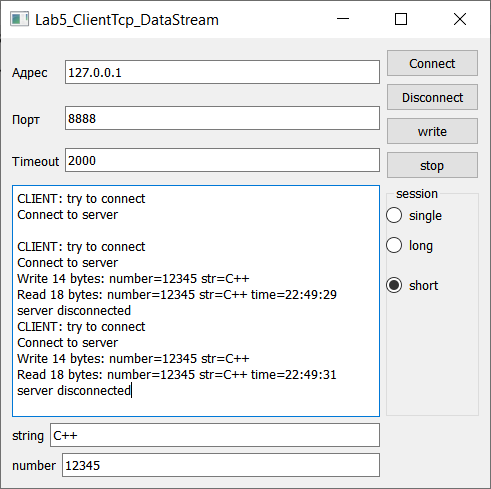 Lab5_ClientTcp_DataStream
Адрес 127.0.0.1 Connect
Disconnect
Порт 8888 write
Timeout 2000 stop
CLIENT: try to connect
Connect to server
CLIENT: try to connect
Connect to server
Write 14 bytes: number=12345 str=C++
Read 18 bytes: number=12345 str=C++ time=22:49:29
server disconnected
CLIENT: try to connect
Connect to server
Write 14 bytes: number=12345 str=C++
Read 18 bytes: number=12345 str=C++ time=22:49:31
server disconnected
session
single
long
short
string C++
number 12345